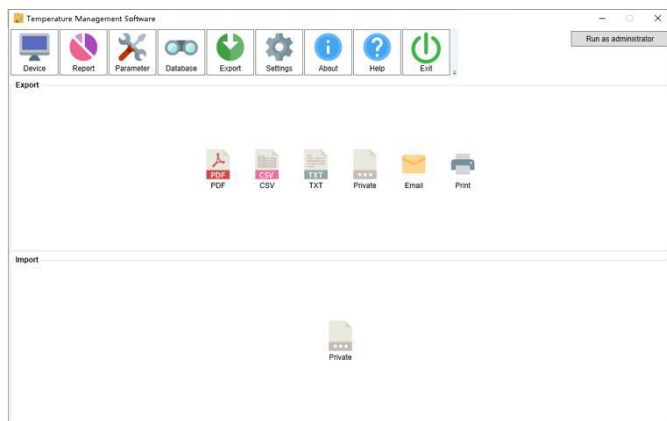 Temperature Management Software
Run as administrator
Device Report Parameter Database Export Settings About Help Exit
Export
PDF CSV TXT
PDF CSV TXT Private Email Print
Import
Private